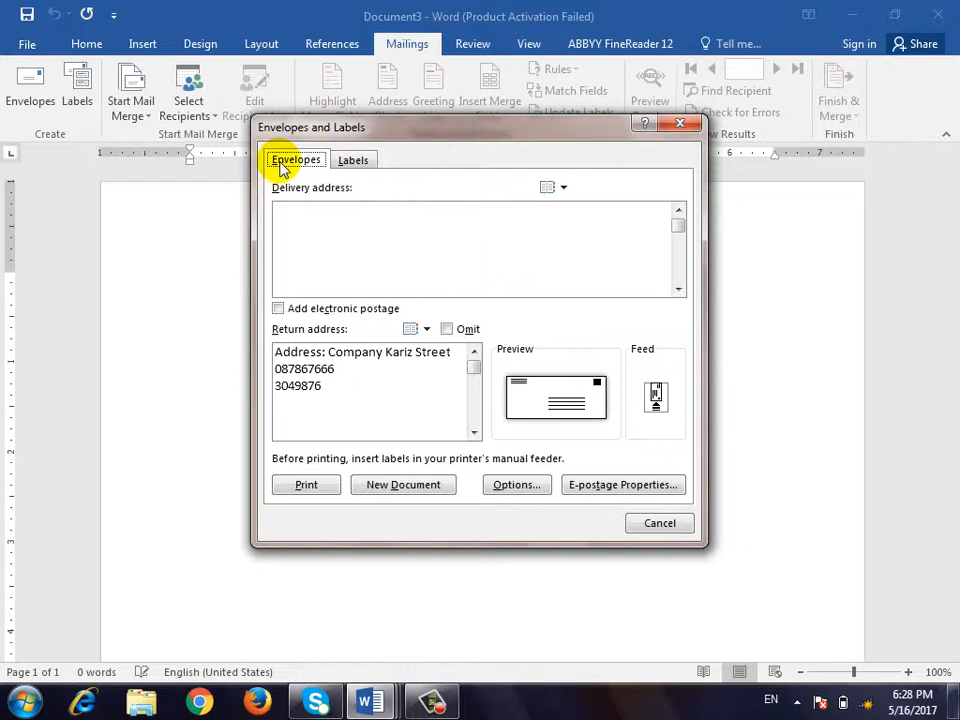 Document3 - Word (Product Activation Failed)
File Home Insert Design Layout References Mailings Review View ABBYY FineReader 12 Tell me... Sign in Share
Envelopes Labels Start Mail Merge Select Recipients Edit Highlight Address Greeting Insert Merge Rules Match Fields Update Labels Preview Find Recipient Check for Errors Finish & Merge
Create Start Mail Merge w Results Finish
Envelopes and Labels
Envelopes Labels
Delivery address:
Add electronic postage
Return address: Omit
Address: Company Kariz Street
087867666
3049876
Preview Feed
Before printing, insert labels in your printer's manual feeder.
Print New Document Options... E-postage Properties...
Cancel
Page 1 of 1 0 words English (United States) 100%
EN 6:28 PM
5/16/2017